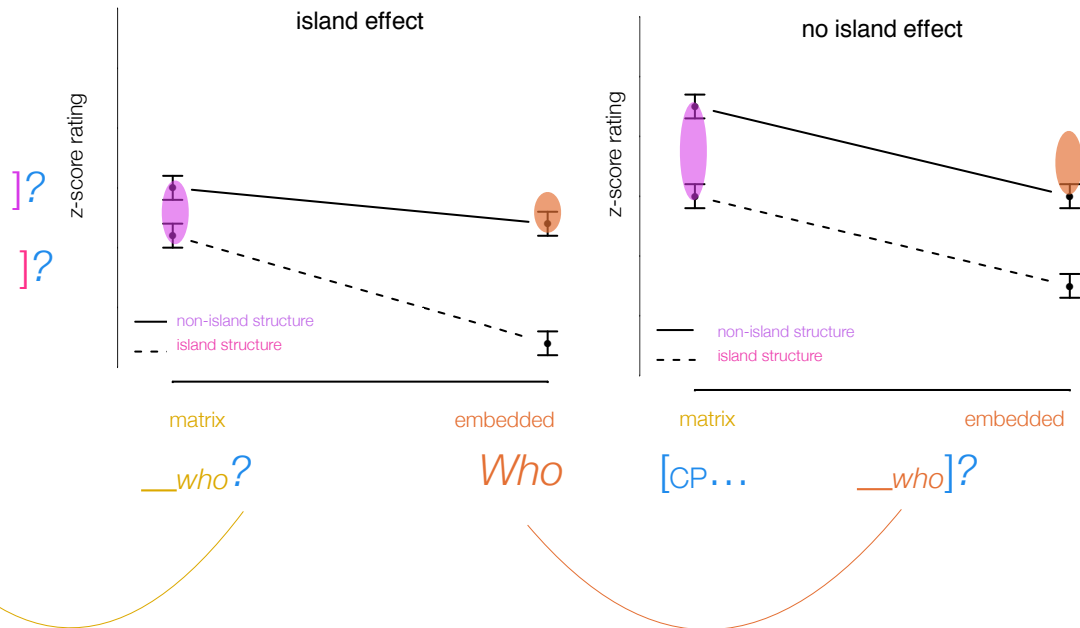 island effect
no island effect
z-score rating
z-score rating
]?
]?
non-island structure
island structure
non-island structure
island structure
matrix
embedded
matrix
embedded
__who?
Who
[CP...
__who]?